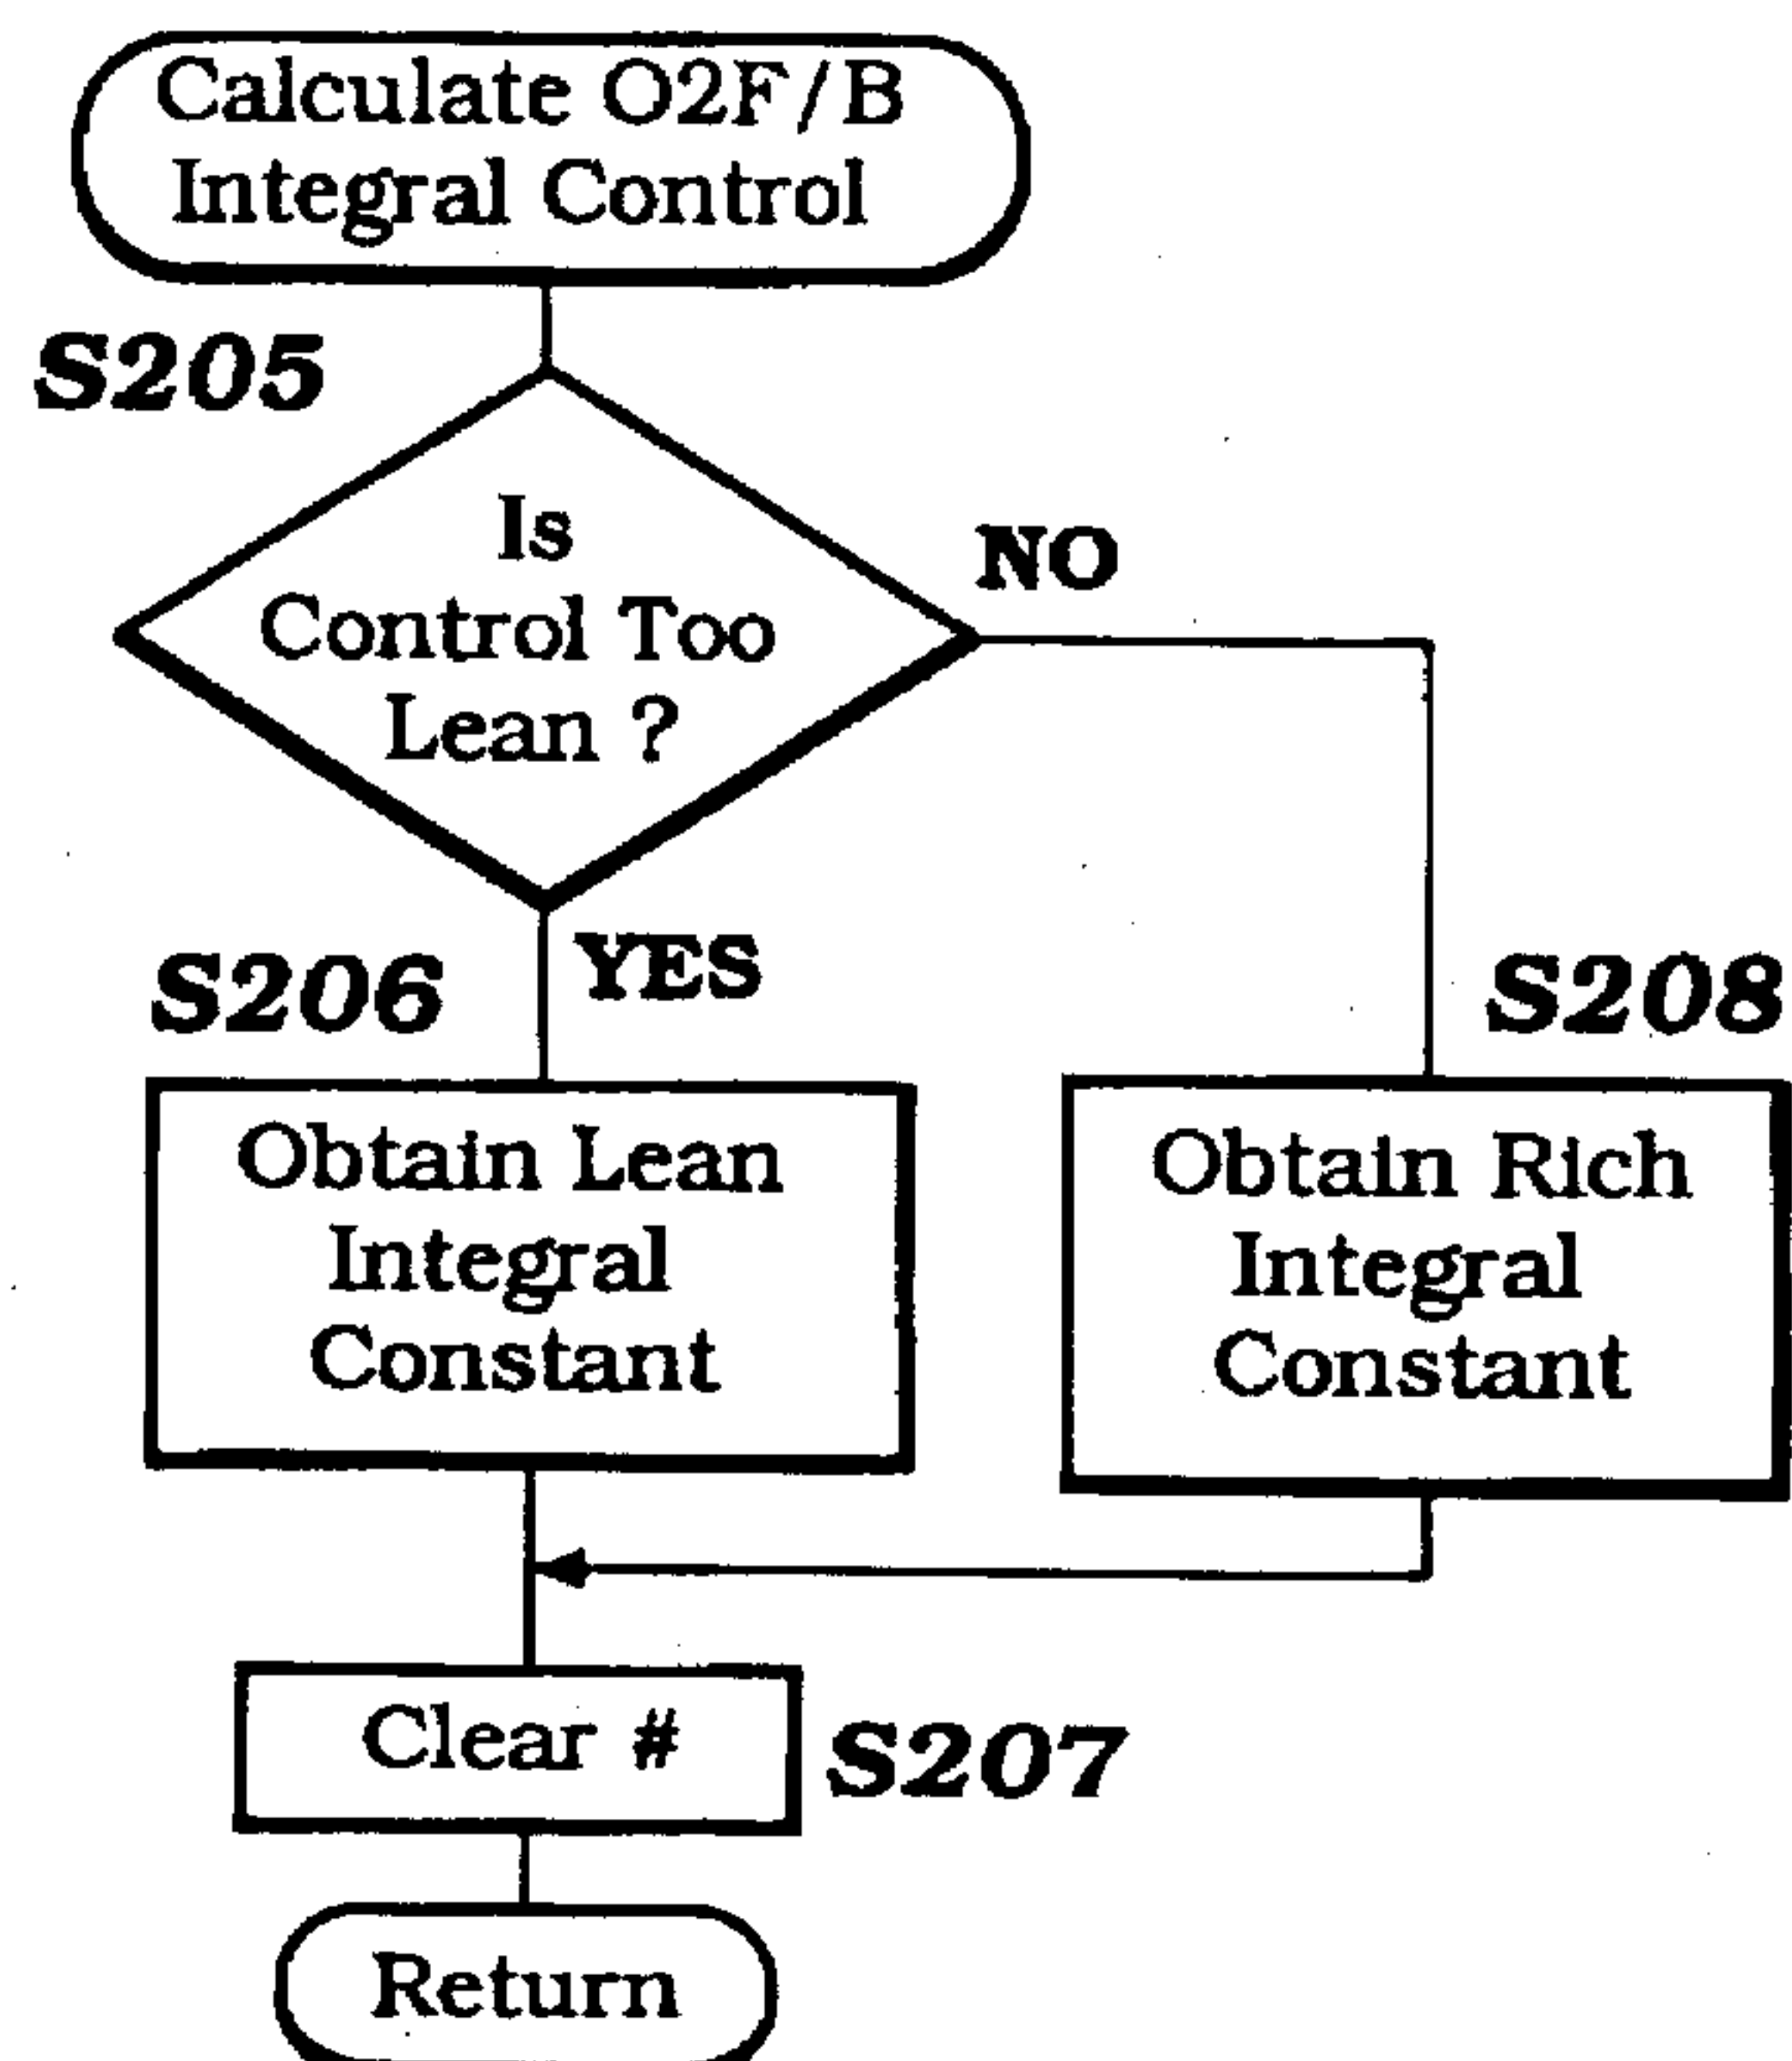 Calculate O2F/B
Integral Control
S205
Is
Control Too
Lean ?
NO
YES
S206
S208
Obtain Lean
Integral
Constant
Obtain Rich
Integral
Constant
Clear #
S207
Return